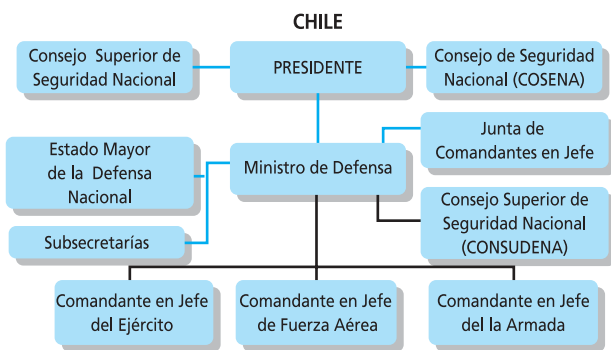 CHILE
Consejo Superior de
Seguridad Nacional
PRESIDENTE
Consejo de Seguridad
Nacional (COSENA)
Estado Mayor
de la Defensa
Nacional
Ministro de Defensa
Junta de
Comandantes en Jefe
Subsecretarías
Consejo Superior de
Seguridad Nacional
(CONSUDENA)
Comandante en Jefe
del Ejército
Comandante en Jefe
de Fuerza Aérea
Comandante en Jefe
del la Armada